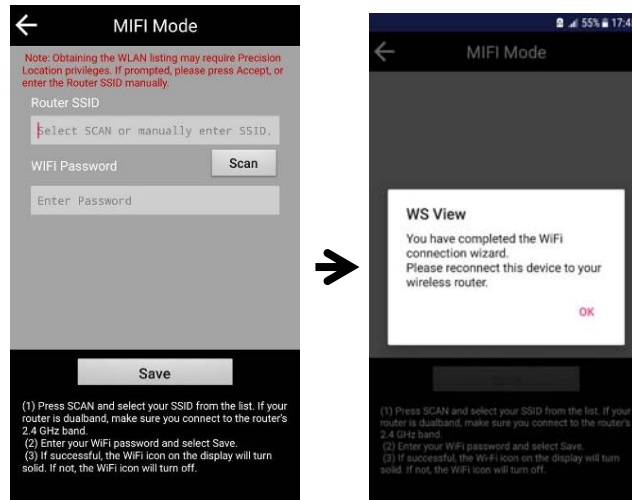 MIFI Mode
Note: Obtaining the WLAN listing may require Precision
Location privileges. If prompted, please press Accept, or
enter the Router SSID manually.
Router SSID
Select SCAN or manually enter SSID.
WIFI Password
Scan
Enter Password
Save
(1) Press SCAN and select your SSID from the list. If your
router is dualband, make sure you connect to the router's
2.4 GHz band.
(2) Enter your WiFi password and select Save.
(3) If successful, the WiFi icon on the display will turn
solid. If not, the WiFi icon will turn off.
55% 17:4
MIFI Mode
WS View
You have completed the WiFi
connection wizard.
Please reconnect this device to your
wireless router.
OK
(1) Press SCAN and select your SSID from the list. If your
router is dualband, make sure you connect to the router's
2.4 GHz band.
(2) Enter your WiFi password and select Save.
(3) If successful, the Wi-Fi icon on the display will turn
solid. If not, the WiFi icon will turn off.